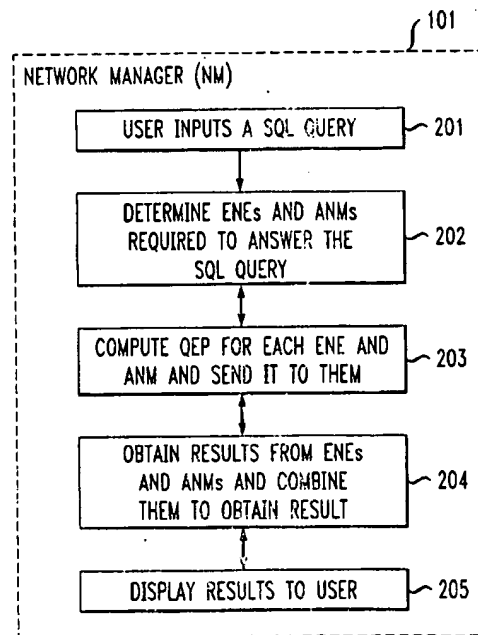 101
NETWORK MANAGER (NM)
USER INPUTS A SQL QUERY
201
DETERMINE ENEs AND ANMs
REQUIRED TO ANSWER THE
SQL QUERY
202
COMPUTE QEP FOR EACH ENE AND
ANM AND SEND IT TO THEM
203
OBTAIN RESULTS FROM ENEs
AND ANMs AND COMBINE
THEM TO OBTAIN RESULT
204
DISPLAY RESULTS TO USER
205